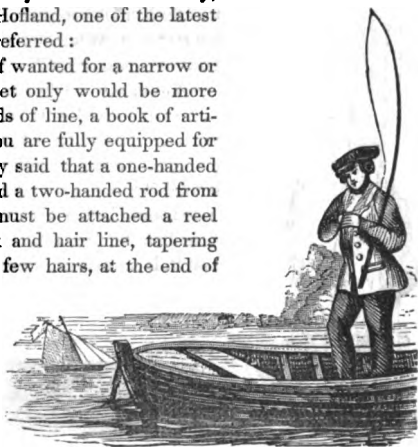 Hofland, one of the latest
referred :
f wanted for a narrow or
et only would be more
ds of line, a book of arti-
u are fully equipped for
y said that a one-handed
d a two-handed rod from
must be attached a reel
and hair line, tapering
few hairs, at the end of